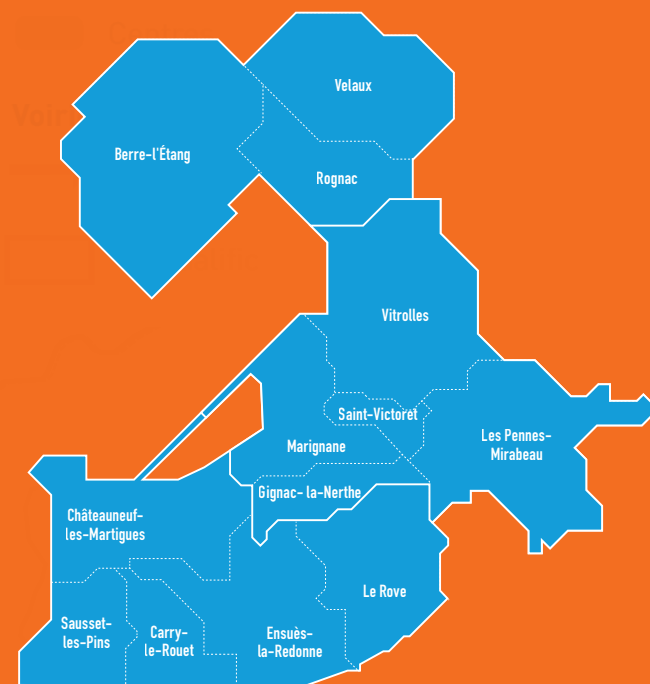 Velaux
Berre-l'Étang
Rognac
Vitrolles
Saint-Victoret
Les Pennes-
Mirabeau
Marignane
Gignac- la-Nerthe
Châteauneuf-
les-Martigues
Le Rove
Sausset-
les-Pins
Carry-
le-Rouet
Ensuès-
la-Redonne